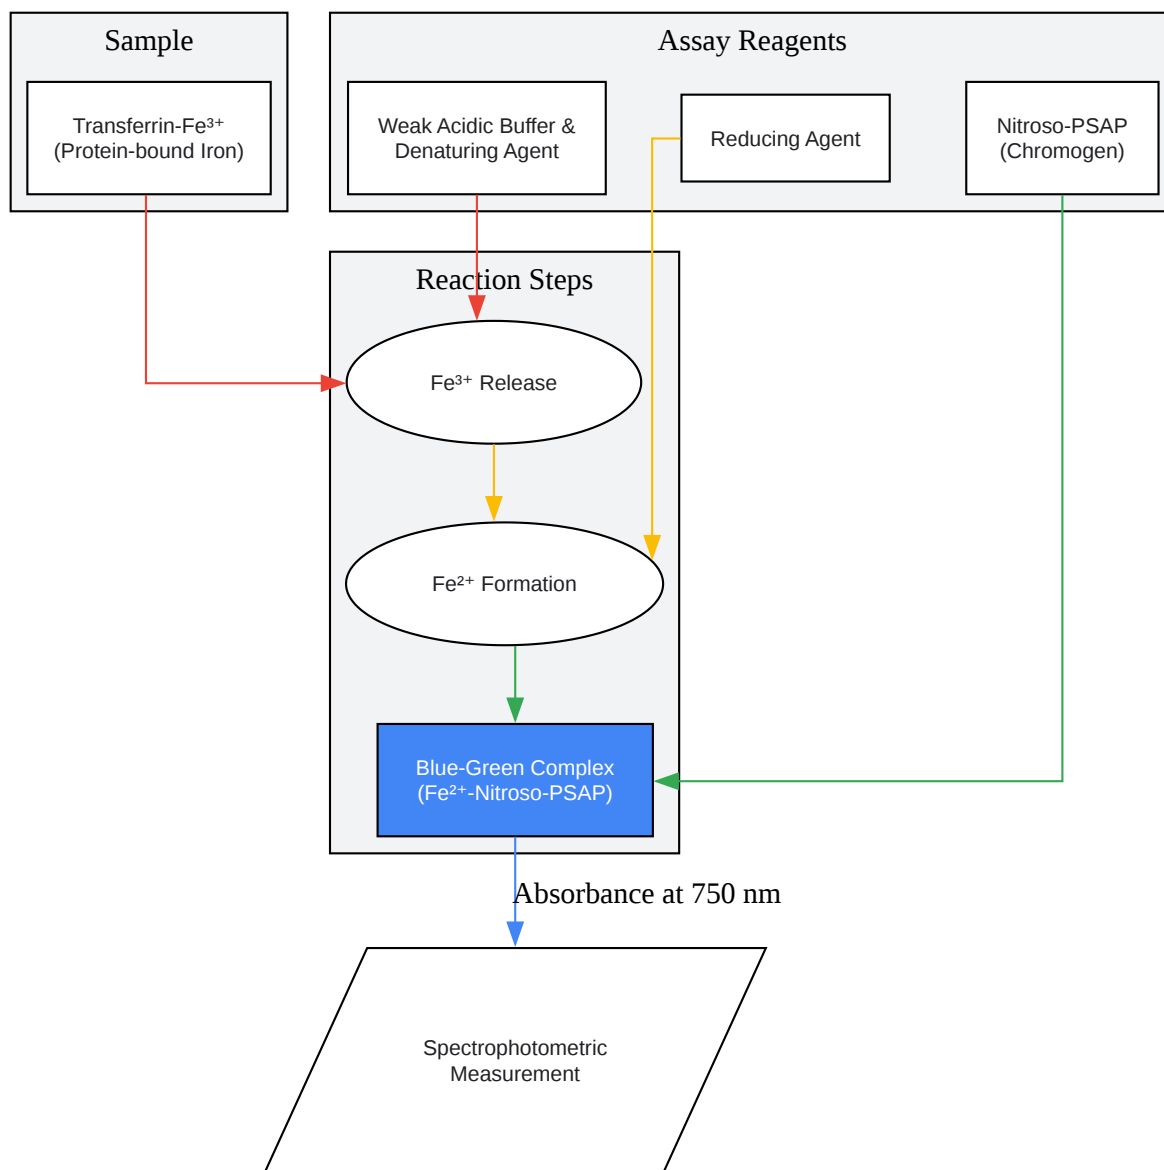 Sample
Transferrin-Fe³⁺
(Protein-bound Iron)
Assay Reagents
Weak Acidic Buffer &
Denaturing Agent
Reducing Agent
Nitroso-PSAP
(Chromogen)
Reaction Steps
Fe³⁺ Release
Fe²⁺ Formation
Blue-Green Complex
(Fe²⁺-Nitroso-PSAP)
Absorbance at 750 nm
Spectrophotometric
Measurement